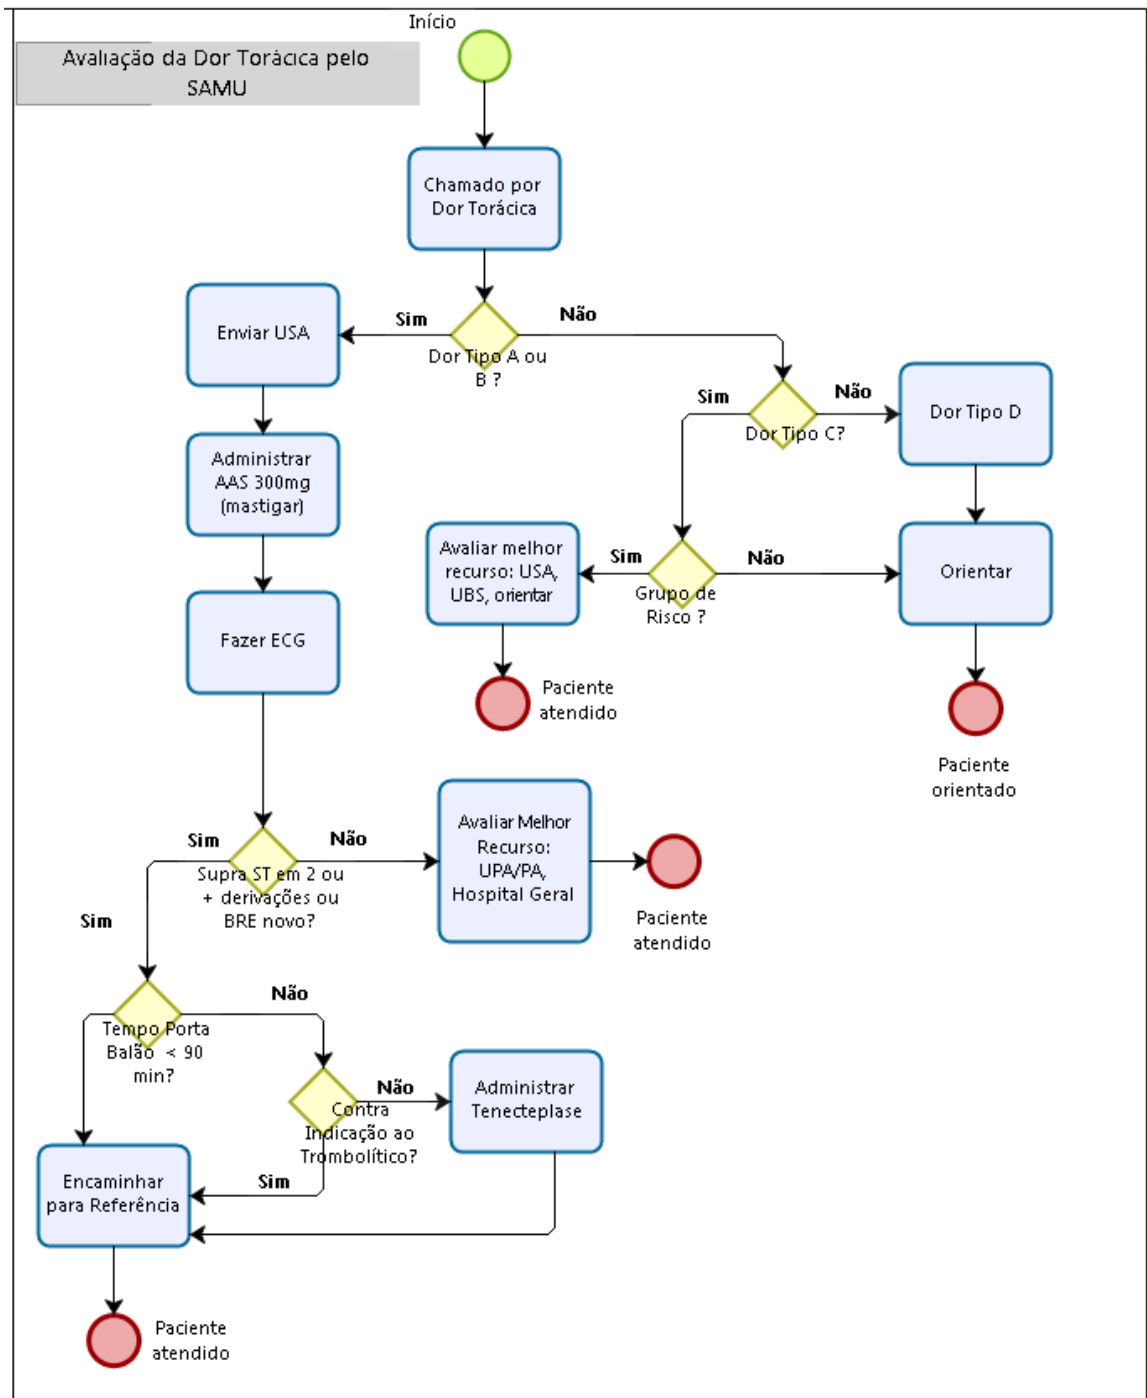 Início
Avaliação da Dor Torácica pelo
SAMU
Chamado por
Dor Torácica
Enviar USA
Sim
Não
Dor Tipo A ou
B ?
Sim
Não
Dor Tipo C?
Dor Tipo D
Administrar
AAS 300mg
(mastigar)
Avaliar melhor
recurso: USA,
UBS, orientar
Sim
Não
Grupo de
Risco ?
Orientar
Fazer ECG
Paciente
atendido
Paciente
orientado
Sim
Não
Supra ST em 2 ou
+ derivações ou
BRE novo?
Avaliar Melhor
Recurso:
UPA/PA,
Hospital Geral
Paciente
atendido
Sim
Não
Tempo Porta
Balão < 90
min?
Não
Contra
Indicação ao
Trombolítico?
Administrar
Tenecteplase
Sim
Encaminhar
para Referência
Paciente
atendido